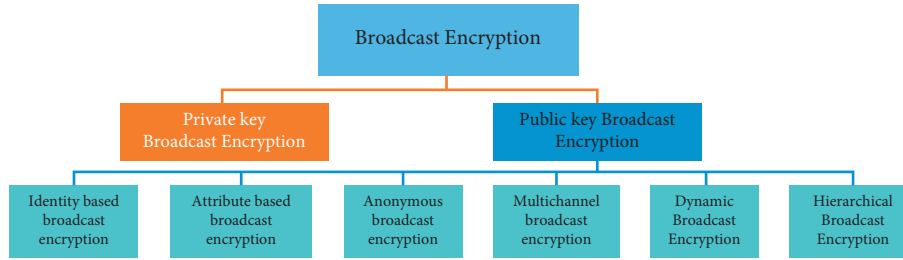 Broadcast Encryption
Private key
Broadcast Encryption
Public key Broadcast
Encryption
Identity based
broadcast
encryption
Attribute based
broadcast
encryption
Anonymous
broadcast
encryption
Multichannel
broadcast
encryption
Dynamic
Broadcast
Encryption
Hierarchical
Broadcast
Encryption